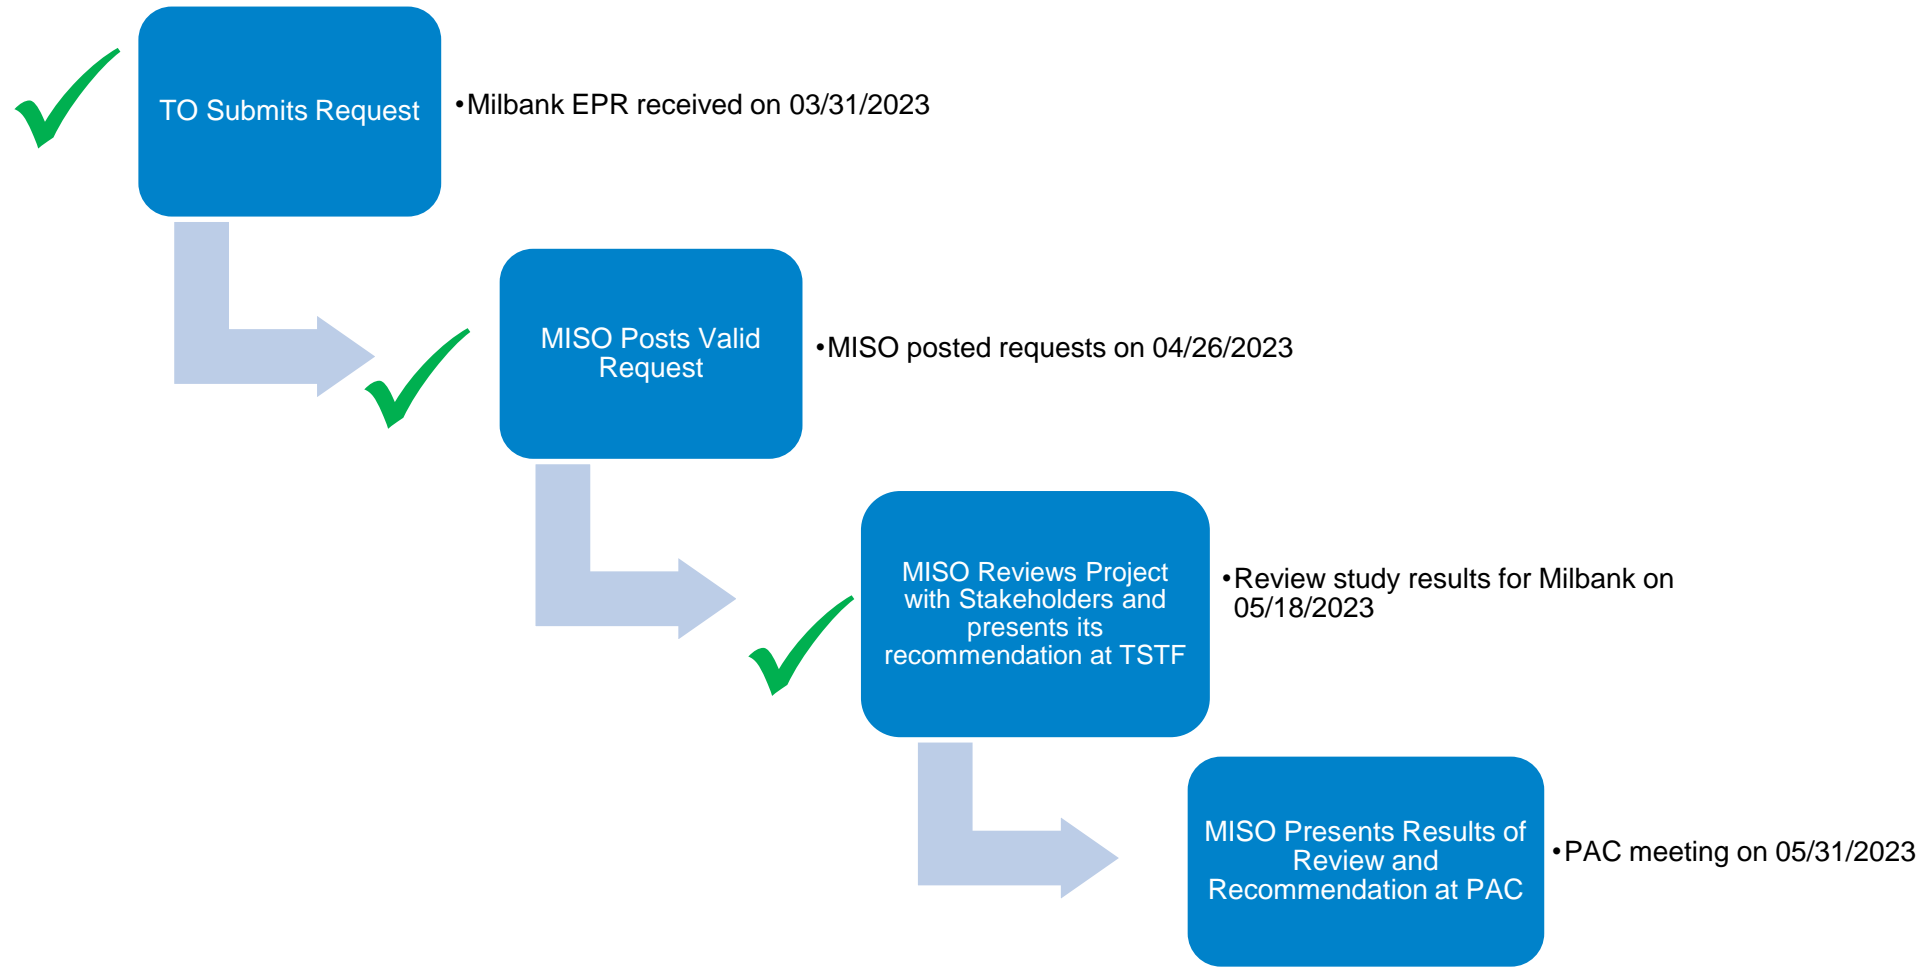 TO Submits Request
•Milbank EPR received on 03/31/2023
MISO Posts Valid
Request
•MISO posted requests on 04/26/2023
MISO Reviews Project
with Stakeholders and
presents its
recommendation at TSTF
•Review study results for Milbank on
05/18/2023
MISO Presents Results of
Review and
Recommendation at PAC
•PAC meeting on 05/31/2023